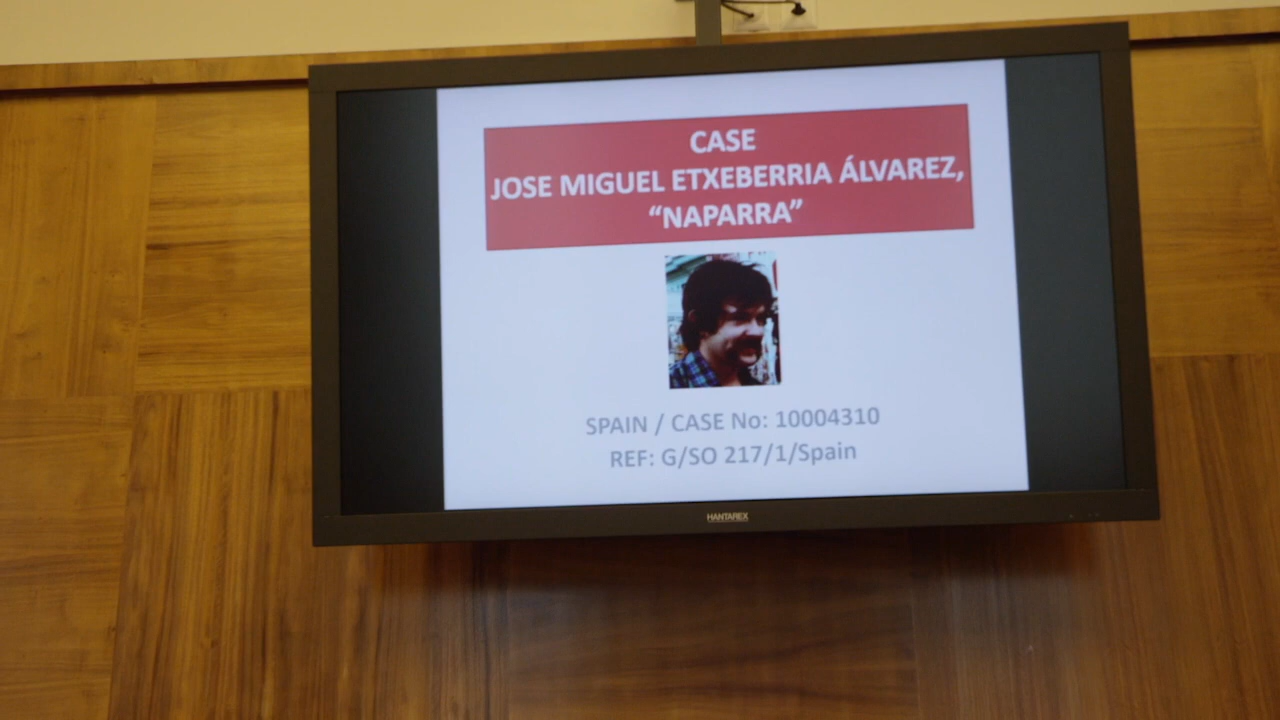 CASE
JOSE MIGUEL ETXEBERRIA ÁLVAREZ,
“NAPARRA”
SPAIN / CASE No: 10004310
REF: G/SO 217/1/Spain
HANTAREX